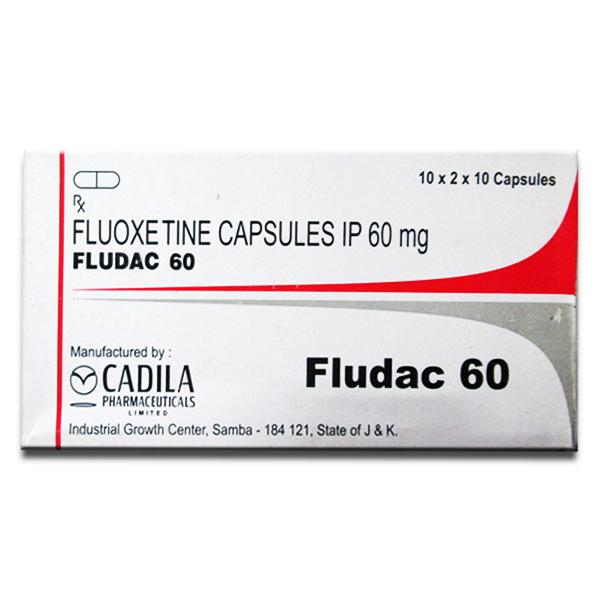 10 x 2 x 10 Capsules
Rx
FLUOXETINE CAPSULES IP 60 mg
FLUDAC 60
Manufactured by :
CADILA
PHARMACEUTICALS
LIMITED
Fludac 60
Industrial Growth Center, Samba - 184 121, State of J & K.